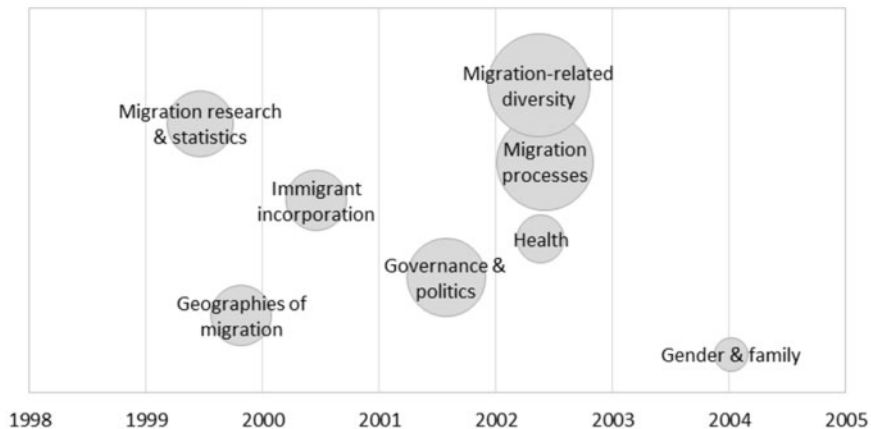 Migration-related
diversity
Migration research
& statistics
Migration
processes
Immigrant
incorporation
Health
Governance &
politics
Geographies of
migration
Gender & family
1998 1999 2000 2001 2002 2003 2004 2005